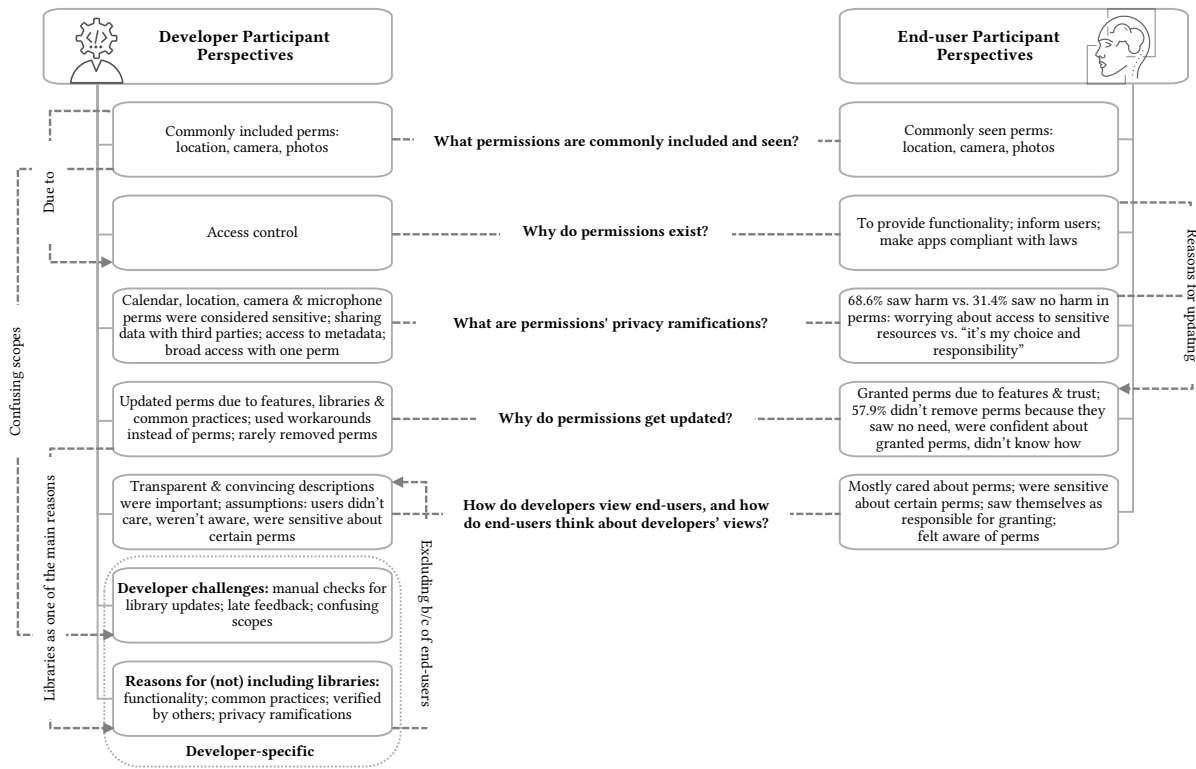 Developer Participant
Perspectives
End-user Participant
Perspectives
Commonly included perms:
location, camera, photos
What permissions are commonly included and seen?
Commonly seen perms:
location, camera, photos
Due to
Access control
Why do permissions exist?
To provide functionality; inform users;
make apps compliant with laws
Reasons for updating
Calendar, location, camera & microphone
perms were considered sensitive; sharing
data with third parties; access to metadata;
broad access with one perm
What are permissions' privacy ramifications?
68.6% saw harm vs. 31.4% saw no harm in
perms: worrying about access to sensitive
resources vs. “it’s my choice and
responsibility”
Confusing scopes
Updated perms due to features, libraries &
common practices; used workarounds
instead of perms; rarely removed perms
Why do permissions get updated?
Granted perms due to features & trust;
57.9% didn’t remove perms because they
saw no need, were confident about
granted perms, didn’t know how
Transparent & convincing descriptions
were important; assumptions: users didn’t
care, weren’t aware, were sensitive about
certain perms
How do developers view end-users, and how
do end-users think about developers’ views?
Mostly cared about perms; were sensitive
about certain perms; saw themselves as
responsible for granting;
felt aware of perms
Libraries as one of the main reasons
Excluding b/c of end-users
Developer challenges: manual checks for
library updates; late feedback; confusing
scopes
Reasons for (not) including libraries:
functionality; common practices; verified
by others; privacy ramifications
Developer-specific